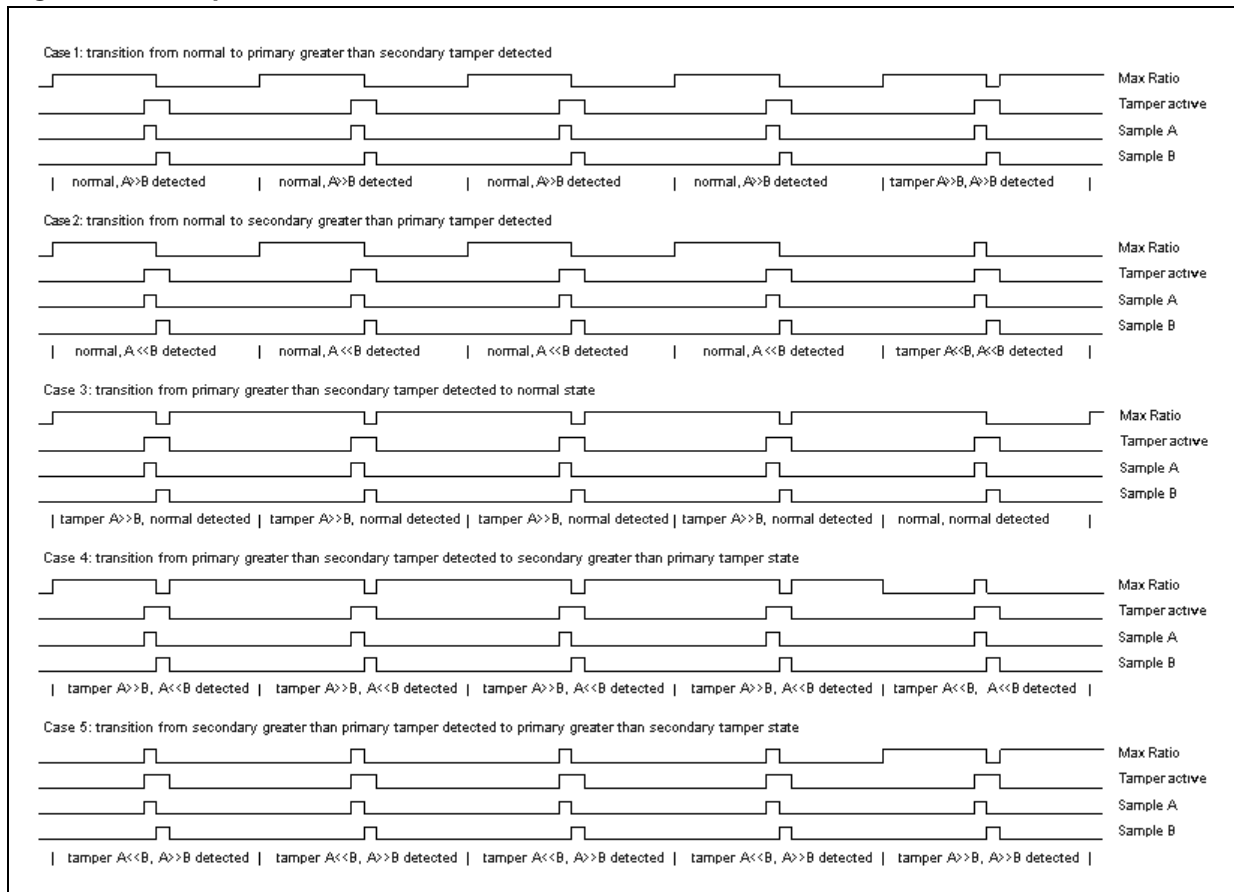 Case 1: transition from normal to primary greater than secondary tamper detected
Max Ratio
Tamper active
Sample A
Sample B
| normal, A>>B detected | normal, A>>B detected | normal, A>>B detected | normal, A>>B detected | tamper A>>B, A>>B detected |
Case 2: transition from normal to secondary greater than primary tamper detected
Max Ratio
Tamper active
Sample A
Sample B
| normal, A<<B detected | normal, A<<B detected | normal, A<<B detected | normal, A<<B detected | tamper A<<B, A<<B detected |
Case 3: transition from primary greater than secondary tamper detected to normal state
Max Ratio
Tamper active
Sample A
Sample B
| tamper A>>B, normal detected | tamper A>>B, normal detected | tamper A>>B, normal detected | tamper A>>B, normal detected | normal, normal detected |
Case 4: transition from primary greater than secondary tamper detected to secondary greater than primary tamper state
Max Ratio
Tamper active
Sample A
Sample B
| tamper A>>B, A<<B detected | tamper A>>B, A<<B detected | tamper A>>B, A<<B detected | tamper A>>B, A<<B detected | tamper A<<B, A<<B detected |
Case 5: transition from secondary greater than primary tamper detected to primary greater than secondary tamper state
Max Ratio
Tamper active
Sample A
Sample B
| tamper A<<B, A>>B detected | tamper A<<B, A>>B detected | tamper A<<B, A>>B detected | tamper A<<B, A>>B detected | tamper A>>B, A>>B detected |